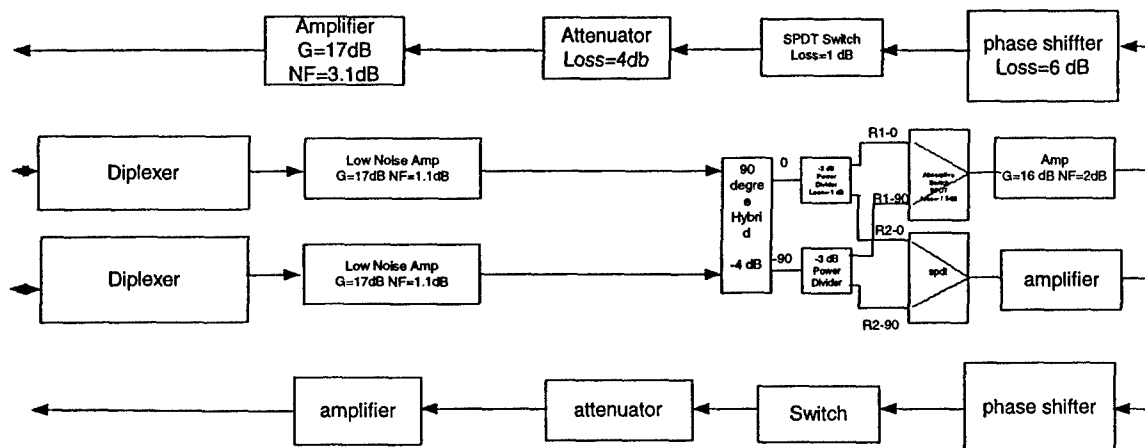 Amplifier
G=17dB
NF=3.1dB
Attenuator
Loss=4db
SPDT Switch
Loss=1 dB
phase shiffter
Loss=6 dB
Diplexer
Low Noise Amp
G=17dB NF=1.1dB
90
degre
e
Hybri
d
-4 dB
0
-90
-3 dB
Power
Divider
Loss=1 dB
R1-0
R1-90
R2-0
R2-90
Absorptive
Switch
SPDT
Amp
G=16 dB NF=2dB
Diplexer
Low Noise Amp
G=17dB NF=1.1dB
-3 dB
Power
Divider
spdt
amplifier
amplifier
attenuator
Switch
phase shifter